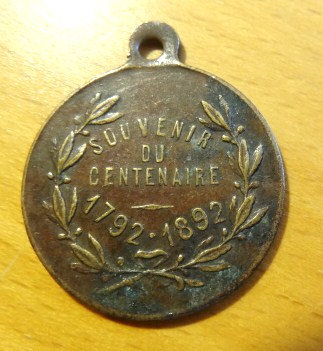 SOUVENIR
DU
CENTENAIRE
1792·1892